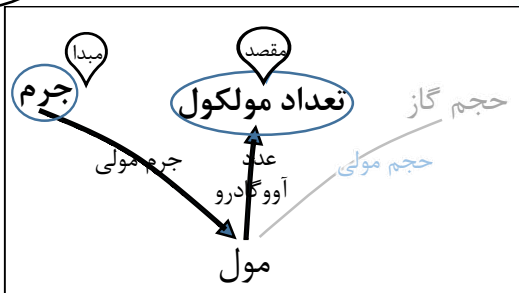 مبدا
مقصد
جرم
تعداد مولکول
حجم گاز
جرم مولی
عدد
آووگادرو
حجم مولی
مول